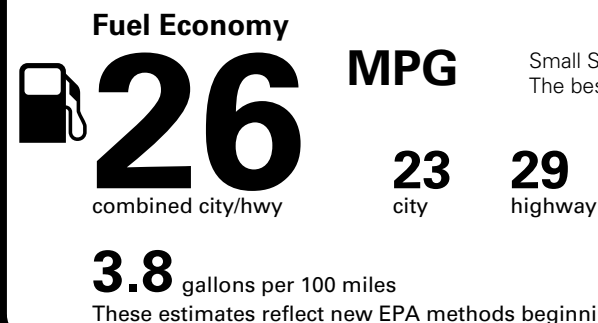 Fuel Economy
26 MPG
Small S
The bes
23 29
combined city/hwy city highway
3.8 gallons per 100 miles
These estimates reflect new EPA methods beginni